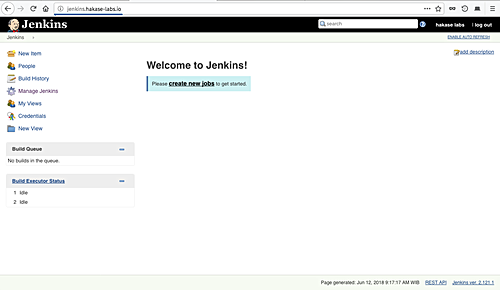 jenkins.hakase-labs.io
Jenkins
search
hakase labs
log out
Jenkins
ENABLE AUTO REFRESH
New Item
People
Build History
Manage Jenkins
My Views
Credentials
New View
add description
Welcome to Jenkins!
Please create new jobs to get started.
Build Queue
No builds in the queue.
Build Executor Status
1 Idle
2 Idle
Page generated: Jun 12, 2018 9:17:17 AM WIB REST API Jenkins ver. 2.121.1